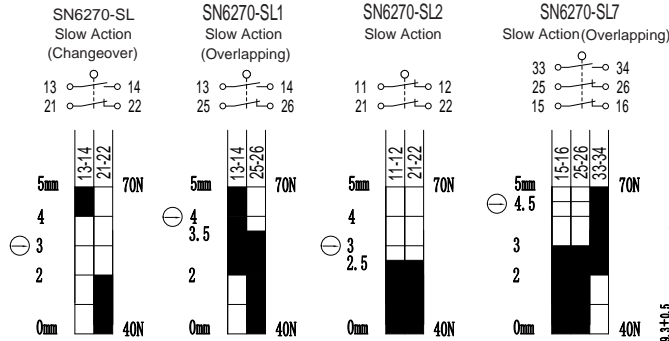 SN6270-SL
Slow Action
(Changeover)
13 14
21 22
13-14
21-22
5mm 70N
4
3
2
0mm 40N
SN6270-SL1
Slow Action
(Overlapping)
13 14
25 26
13-14
25-26
5mm 70N
4
3.5
2
0mm 40N
SN6270-SL2
Slow Action
11 12
21 22
11-12
21-22
5mm 70N
4
3
2.5
0mm 40N
SN6270-SL7
Slow Action(Overlapping)
33 34
25 26
15 16
15-16
25-26
33-34
5mm 70N
4.5
3
2
0mm 40N
9.3±0.5